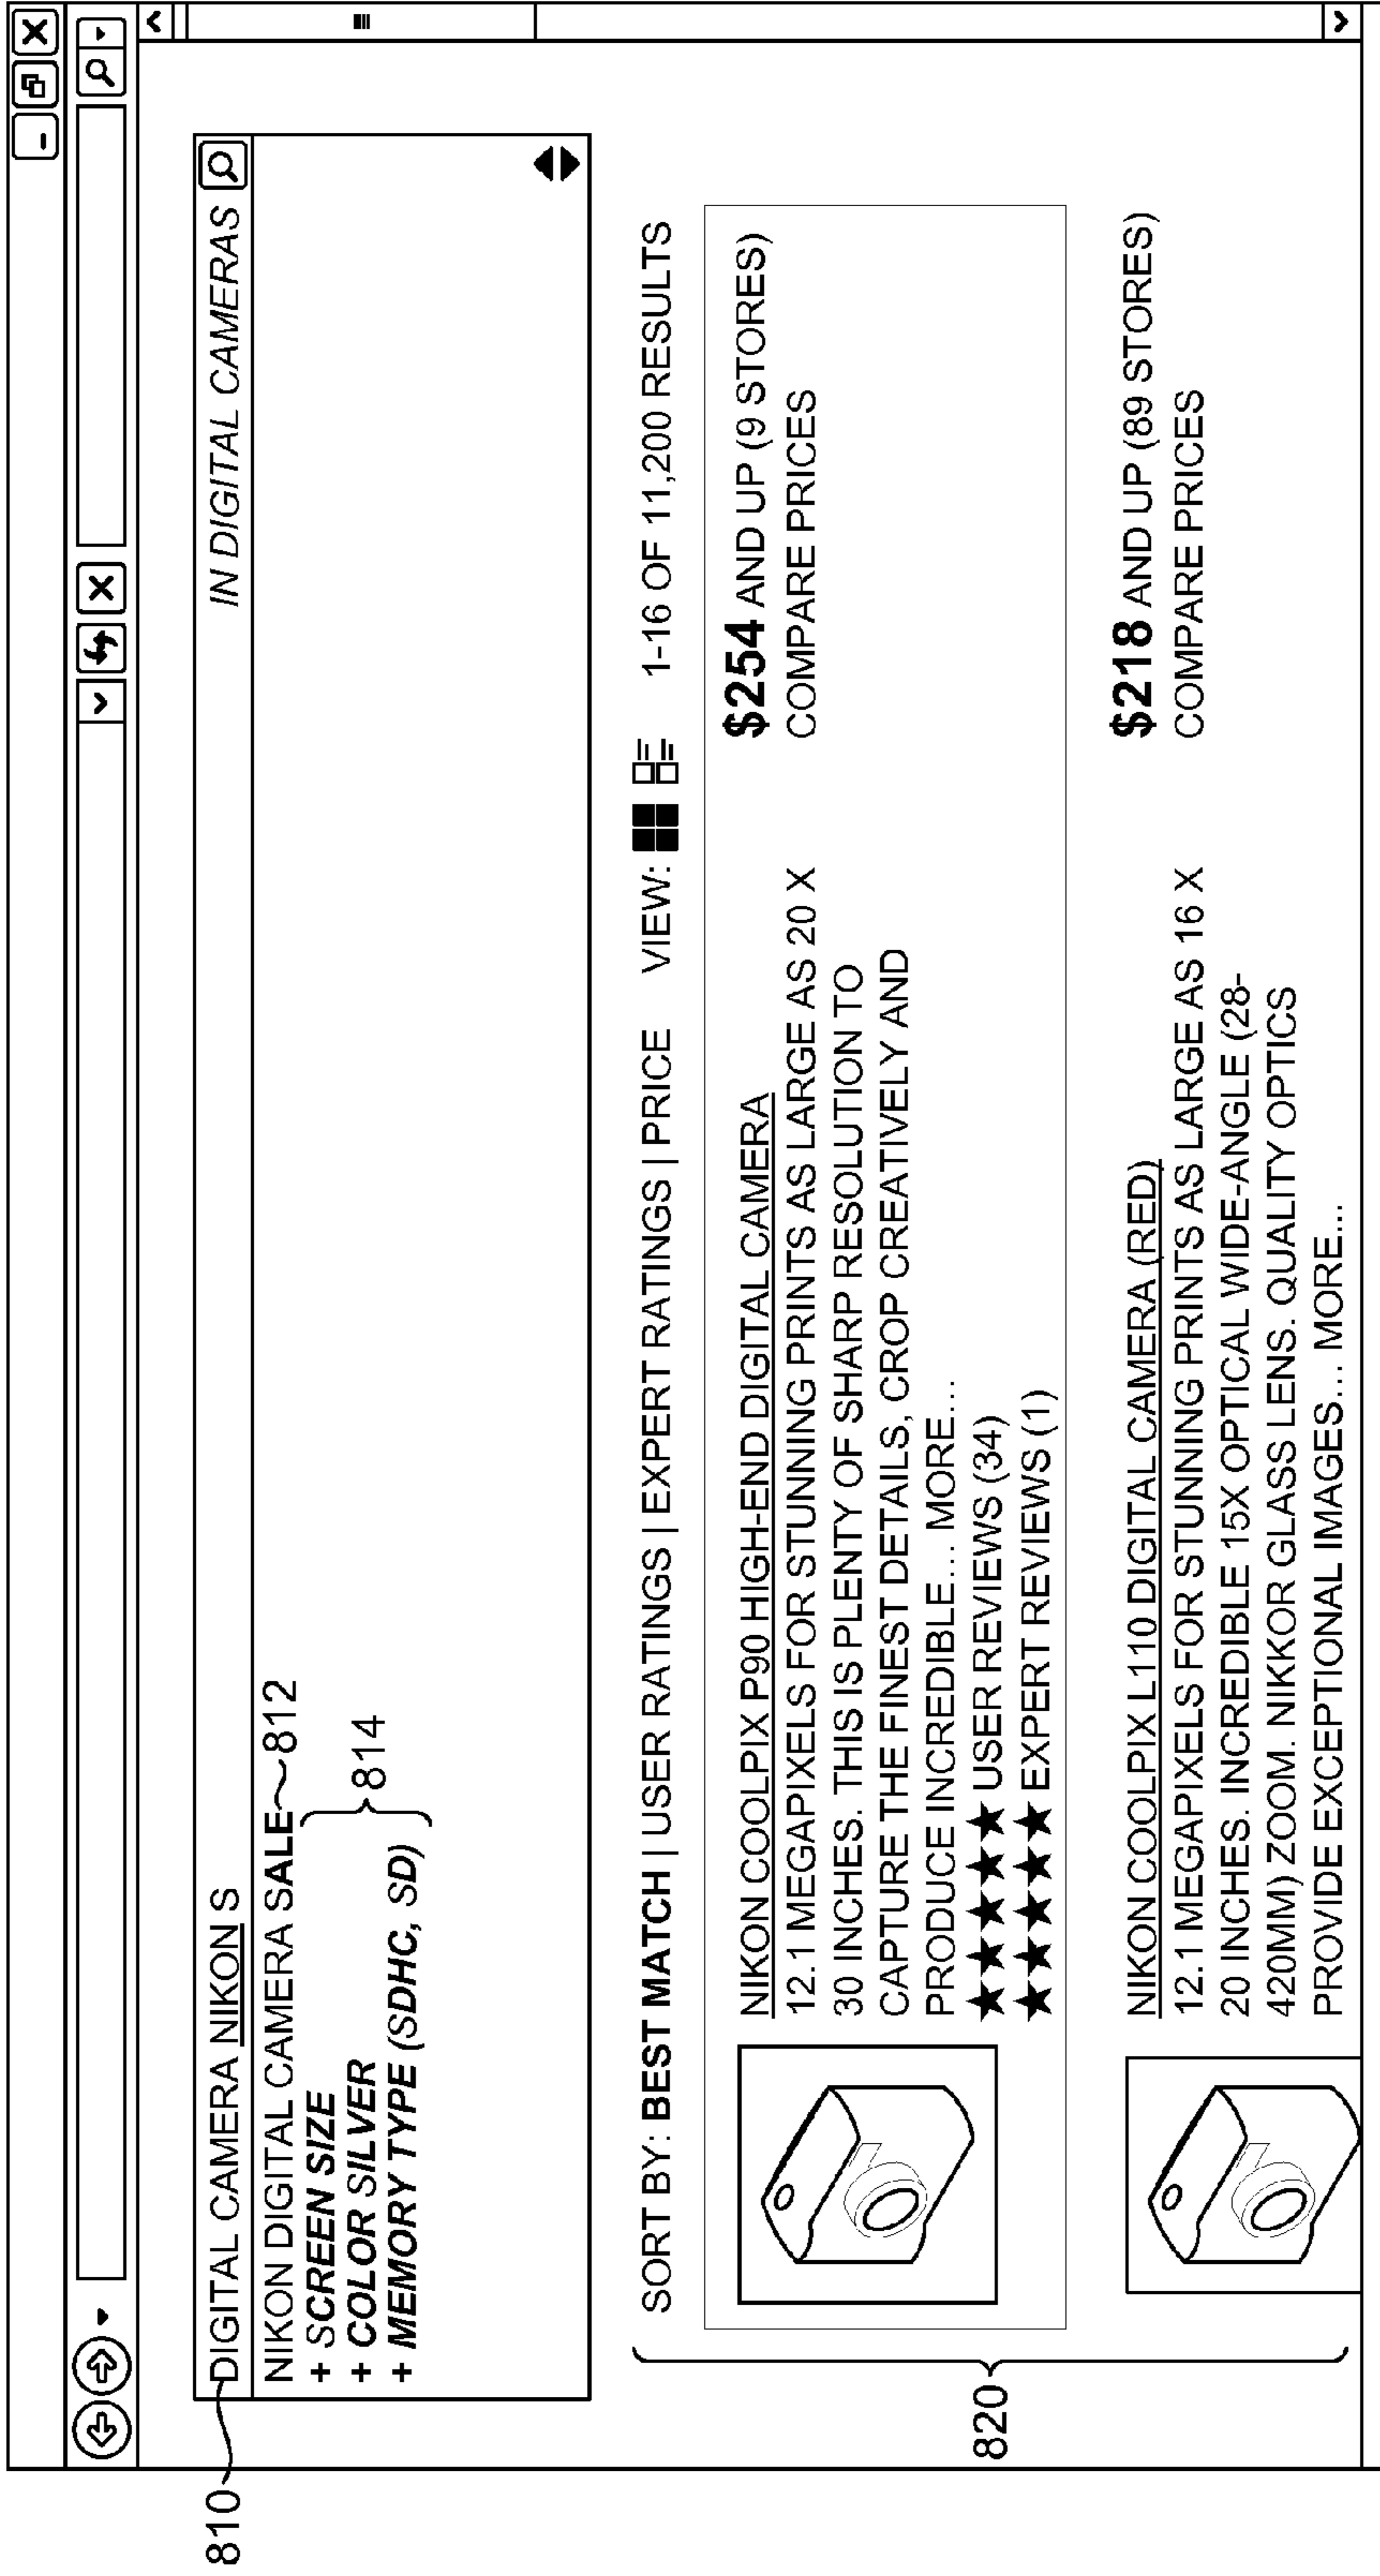 810
DIGITAL CAMERA NIKON S
IN DIGITAL CAMERAS
NIKON DIGITAL CAMERA SALE
812
+ SCREEN SIZE
+ COLOR SILVER
+ MEMORY TYPE (SDHC, SD)
814
SORT BY: BEST MATCH | USER RATINGS | EXPERT RATINGS | PRICE VIEW: 1-16 OF 11,200 RESULTS
820
NIKON COOLPIX P90 HIGH-END DIGITAL CAMERA
12.1 MEGAPIXELS FOR STUNNING PRINTS AS LARGE AS 20 X
30 INCHES. THIS IS PLENTY OF SHARP RESOLUTION TO
CAPTURE THE FINEST DETAILS, CROP CREATIVELY AND
PRODUCE INCREDIBLE... MORE...
USER REVIEWS (34)
EXPERT REVIEWS (1)
$254 AND UP (9 STORES)
COMPARE PRICES
NIKON COOLPIX L110 DIGITAL CAMERA (RED)
12.1 MEGAPIXELS FOR STUNNING PRINTS AS LARGE AS 16 X
20 INCHES. INCREDIBLE 15X OPTICAL WIDE-ANGLE (28-
420MM) ZOOM. NIKKOR GLASS LENS. QUALITY OPTICS
PROVIDE EXCEPTIONAL IMAGES... MORE...
$218 AND UP (89 STORES)
COMPARE PRICES